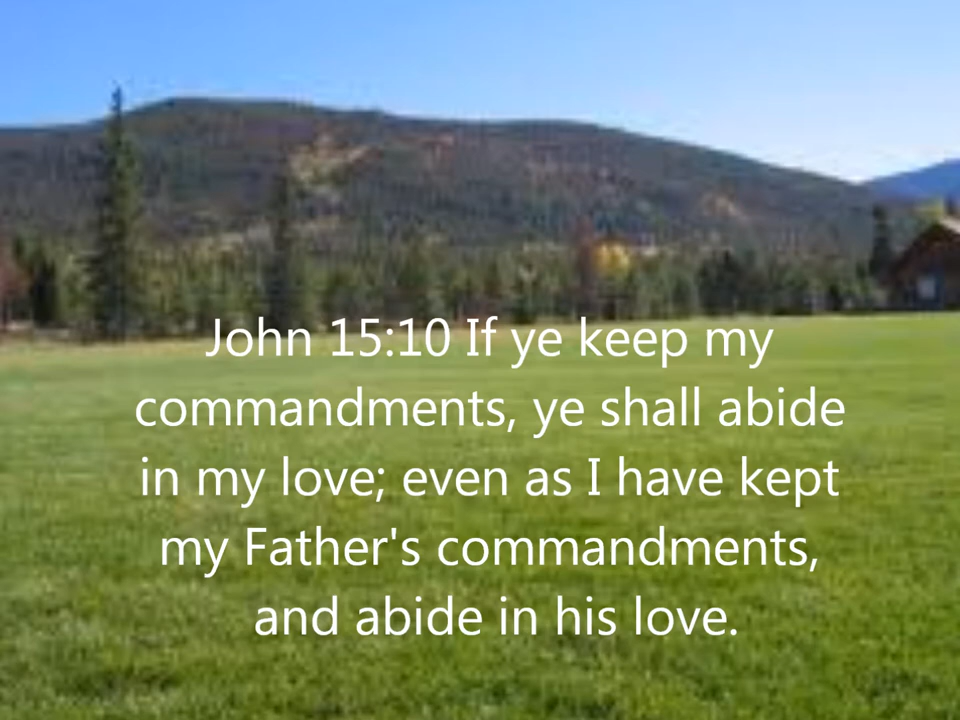 John 15:10 If ye keep my
commandments, ye shall abide
in my love; even as I have kept
my Father's commandments,
and abide in his love.